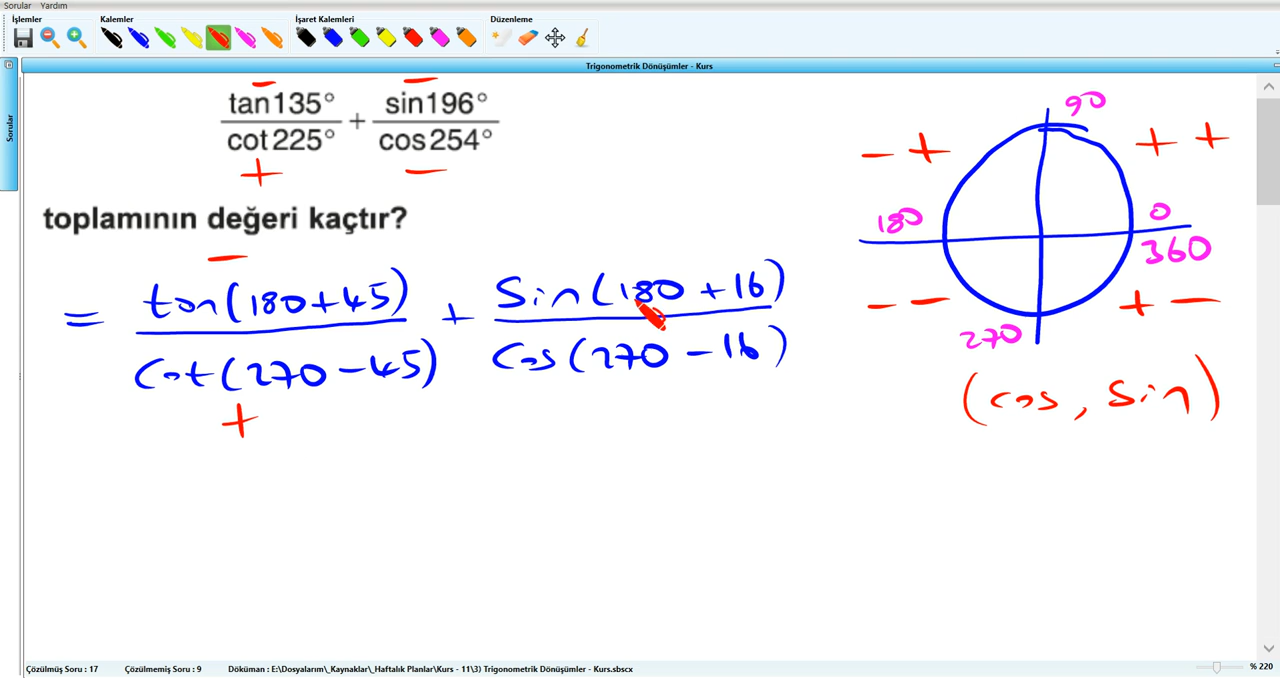 Sorular Yardım
İşlemler Kalemler İşaret Kalemleri Düzenleme
Trigonometrik Dönüşümler - Kurs
Sorular
− −
tan135° / cot225° + sin196° / cos254°
+ −
toplamının değeri kaçtır?
−
= tan(180+45) / cot(270−45) + Sin(180+16) / Cos(270−16)
+
90
− + + +
180 0
360
− − + −
270
(cos, Sin)
Çözülmüş Soru : 17 Çözülmemiş Soru : 9 Döküman : E:\Dosyalarım\_Kaynaklar\_Haftalık Planlar\Kurs - 11\3) Trigonometrik Dönüşümler - Kurs.sbscx % 220